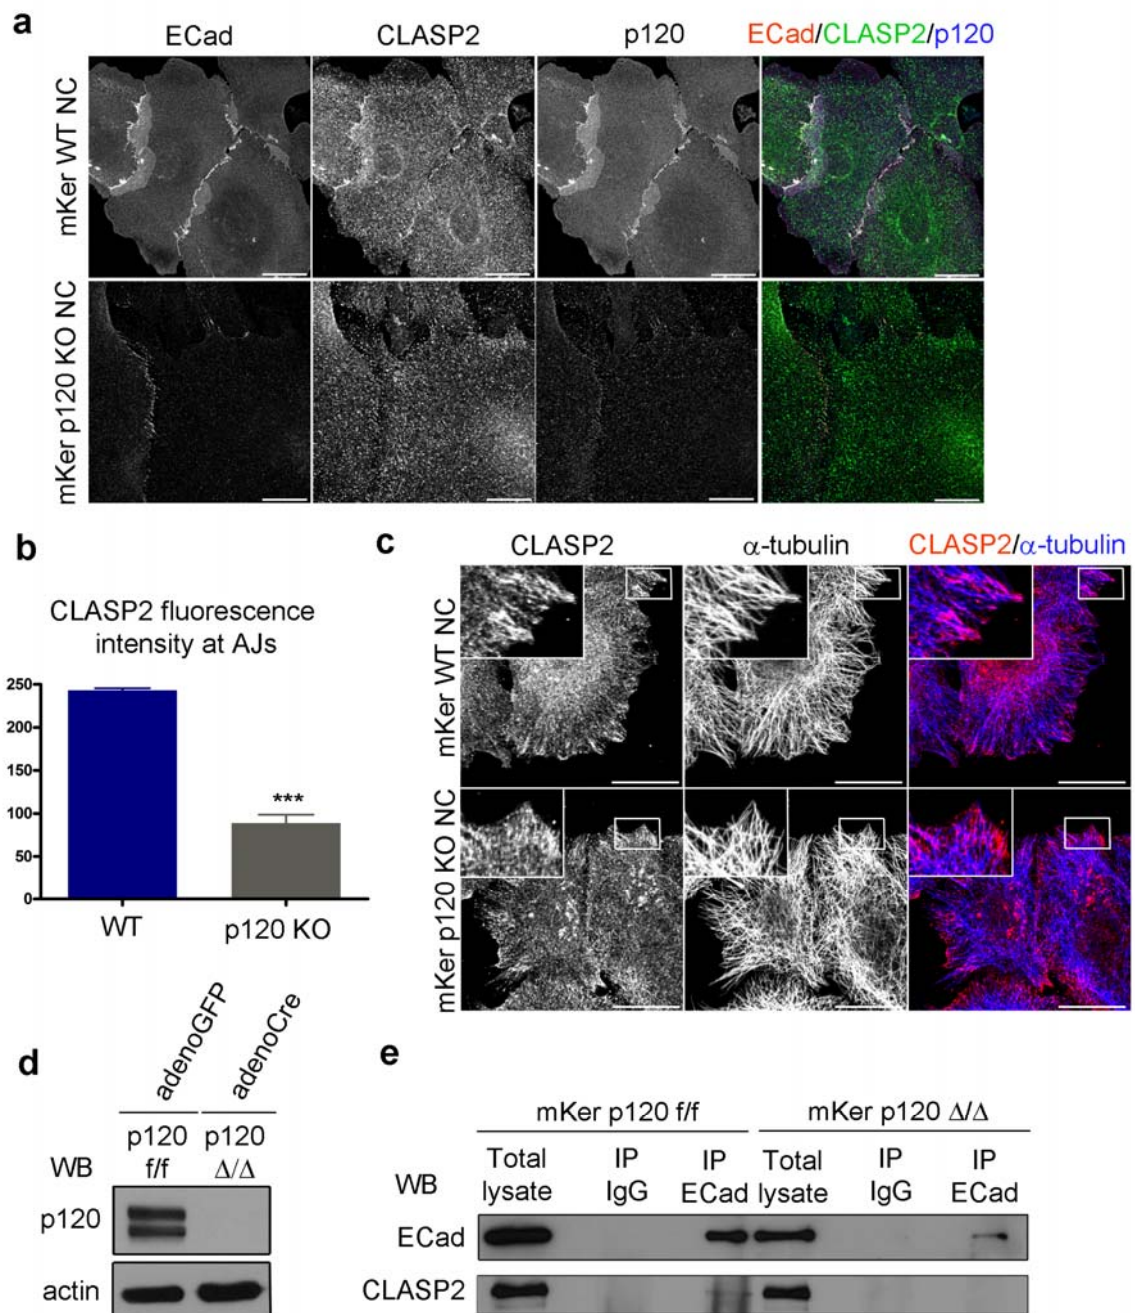 a
ECad CLASP2 p120 ECad/CLASP2/p120
mKer WT NC
mKer p120 KO NC
b
CLASP2 fluorescence
intensity at AJs
250
200
150
100
50
0
***
WT p120 KO
c
CLASP2 α-tubulin CLASP2/α-tubulin
mKer WT NC
mKer p120 KO NC
d
adenoGFP adenoCre
p120 p120
WB f/f Δ/Δ
p120
actin
e
mKer p120 f/f mKer p120 Δ/Δ
Total IP IP Total IP IP
WB lysate IgG ECad lysate IgG ECad
ECad
CLASP2